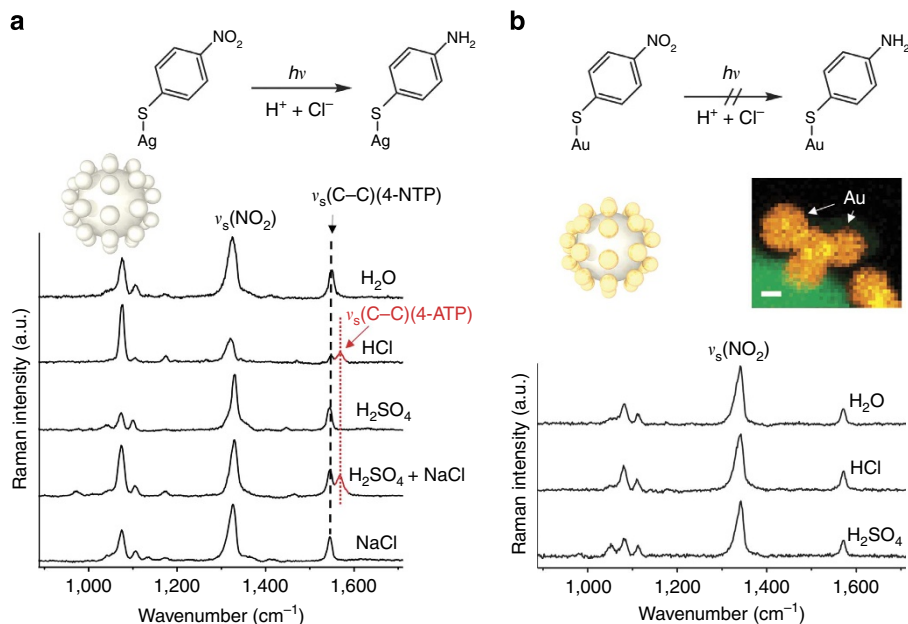 a
NO2
NH2
hν
H+ + Cl−
S
S
Ag
Ag
νs(C–C)(4-NTP)
νs(NO2)
H2O
νs(C–C)(4-ATP)
HCl
H2SO4
H2SO4 + NaCl
NaCl
Raman intensity (a.u.)
1,000 1,200 1,400 1,600
Wavenumber (cm−1)
b
NO2
NH2
hν
H+ + Cl−
S
S
Au
Au
Au
νs(NO2)
H2O
HCl
H2SO4
Raman intensity (a.u.)
1,000 1,200 1,400 1,600
Wavenumber (cm−1)